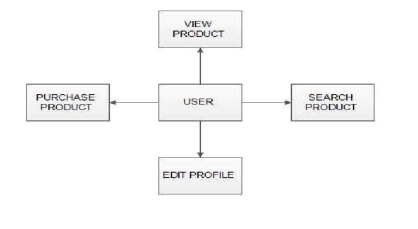 VIEW
PRODUCT
PURCHASE
PRODUCT
USER
SEARCH
PRODUCT
EDIT PROFILE